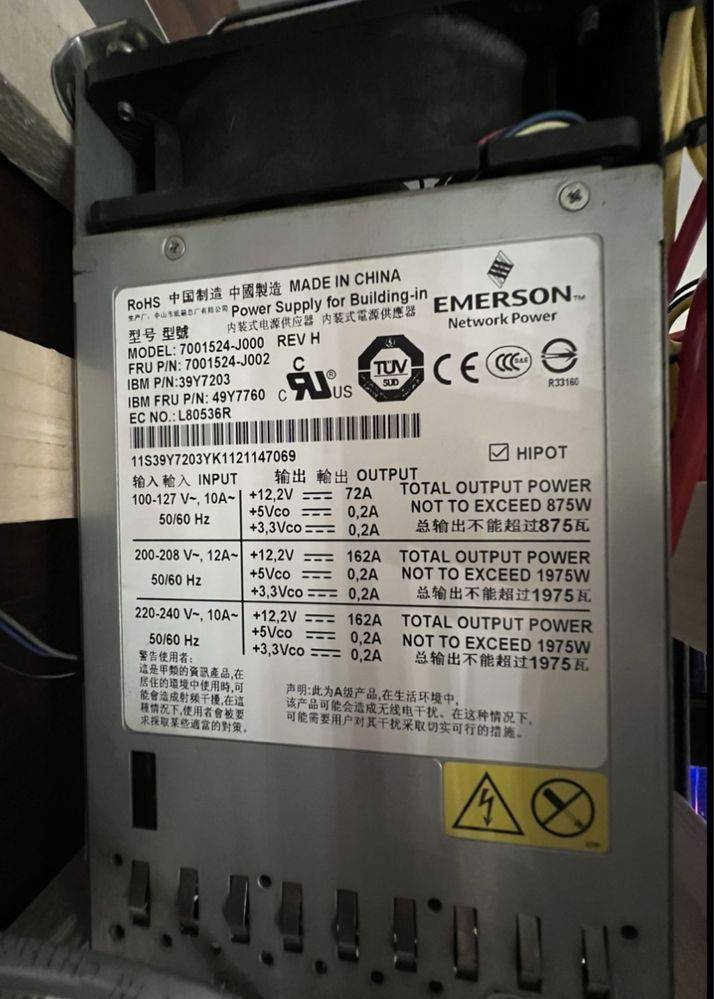 RoHS 中国制造 中國製造 MADE IN CHINA
Power Supply for Building-in
内装式电源供应器 内装式電源供應器
EMERSON™
Network Power
型号 型號
MODEL: 7001524-J000 REV H
FRU P/N: 7001524-J002
IBM P/N:39Y7203
IBM FRU P/N: 49Y7760
EC NO.: L80536R
C
US
TÜV
SÜD
CE
CCC
R33160
11S39Y7203YK1121147069
HIPOT
输入 輸入 INPUT
输出 輸出 OUTPUT
100-127 V~, 10A~
50/60 Hz
+12,2V 72A
+5Vco 0,2A
+3,3Vco 0,2A
TOTAL OUTPUT POWER
NOT TO EXCEED 875W
总输出不能超过875瓦
200-208 V~, 12A~
50/60 Hz
+12,2V 162A
+5Vco 0,2A
+3,3Vco 0,2A
TOTAL OUTPUT POWER
NOT TO EXCEED 1975W
总输出不能超过1975瓦
220-240 V~, 10A~
50/60 Hz
+12,2V 162A
+5Vco 0,2A
+3,3Vco 0,2A
TOTAL OUTPUT POWER
NOT TO EXCEED 1975W
总输出不能超过1975瓦
警告使用者:
這是甲類的資訊產品,在
居住的環境中使用時,可
能會造成射頻干擾,在這
種情況下,使用者會被要
求採取某些適當的對策。
声明:此为A级产品,在生活环境中,
该产品可能会造成无线电干扰。在这种情况下,
可能需要用户对其干扰采取切实可行的措施。